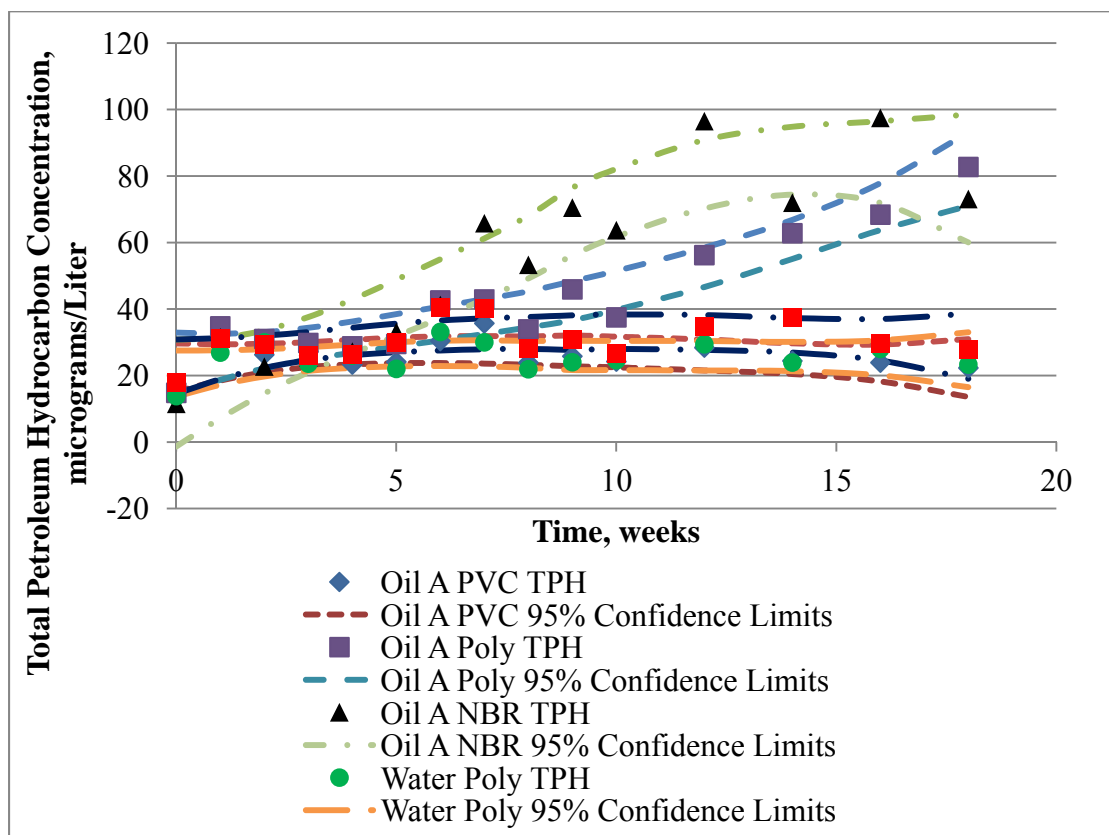 Total Petroleum Hydrocarbon Concentration,
micrograms/Liter
120
100
80
60
40
20
0
-20
0 5 10 15 20
Time, weeks
Oil A PVC TPH
Oil A PVC 95% Confidence Limits
Oil A Poly TPH
Oil A Poly 95% Confidence Limits
Oil A NBR TPH
Oil A NBR 95% Confidence Limits
Water Poly TPH
Water Poly 95% Confidence Limits